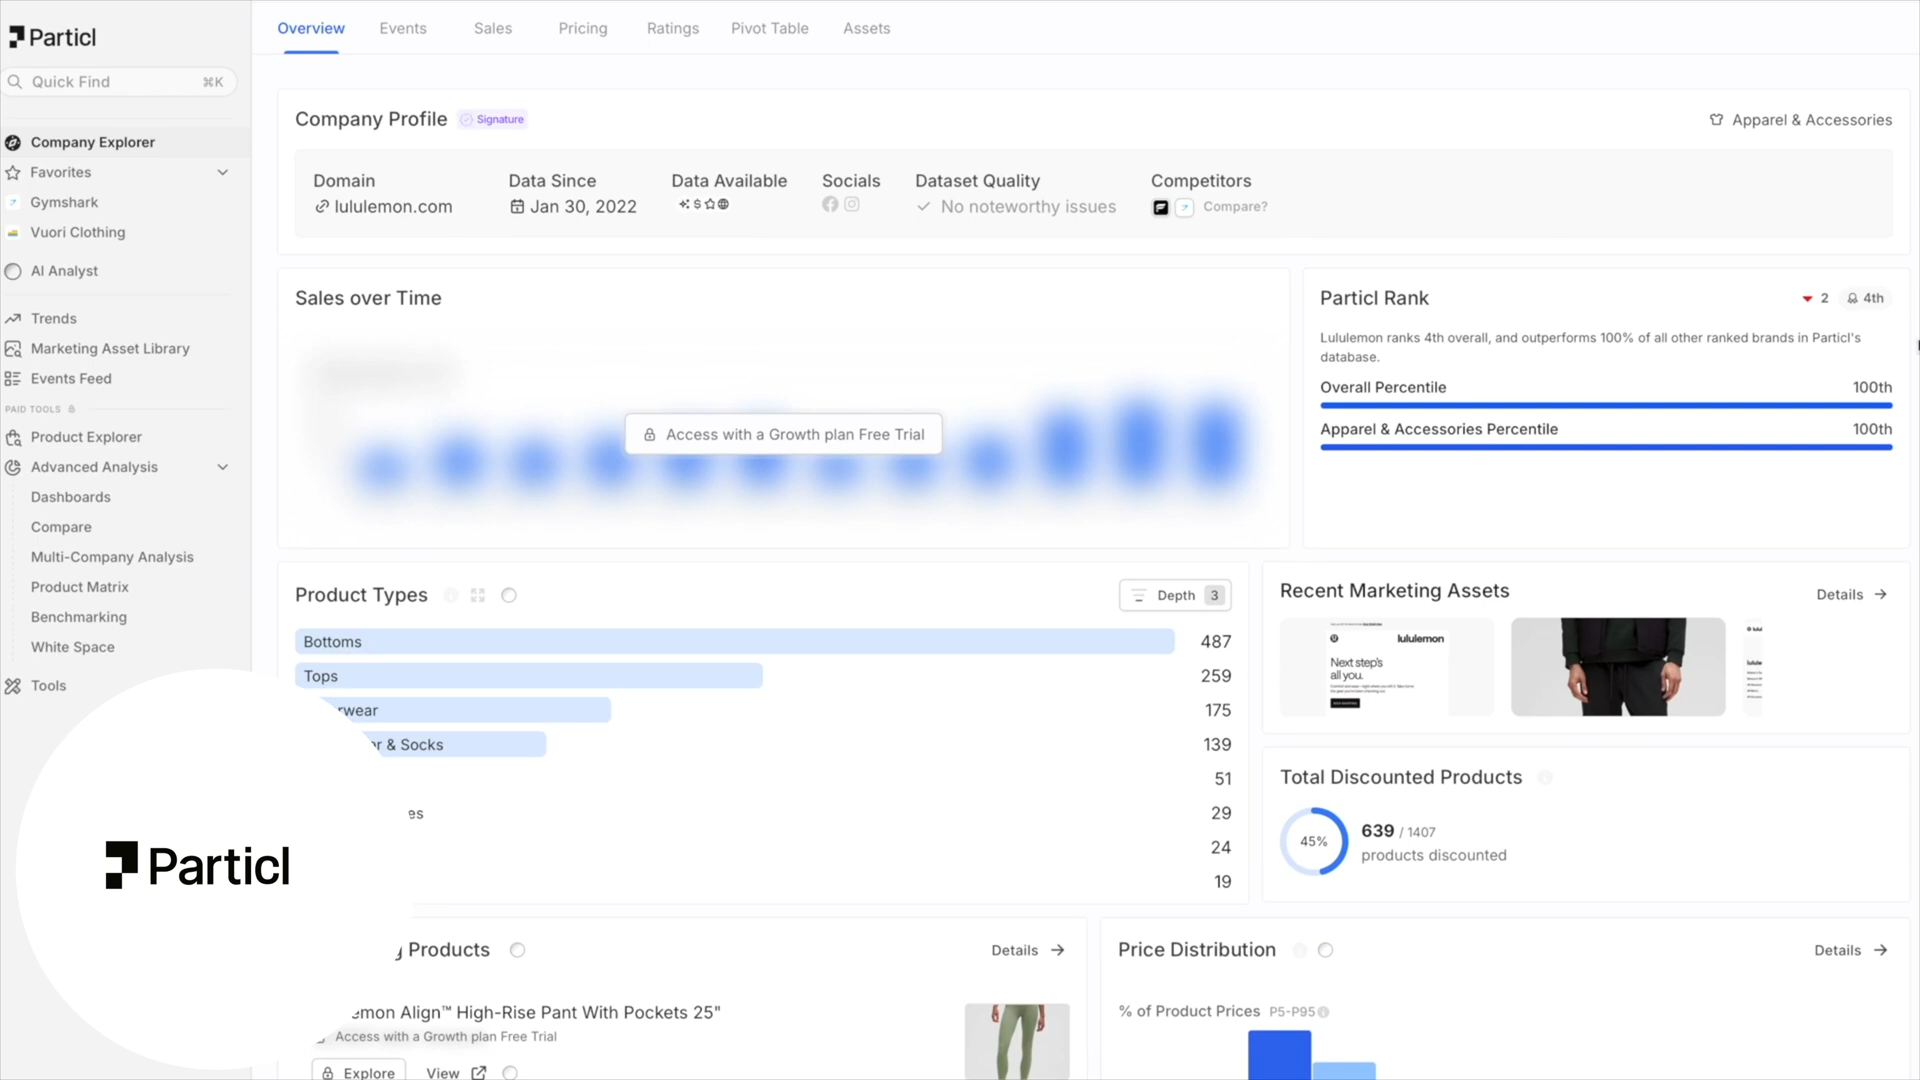 Particl
Quick Find ⌘K
Company Explorer
Favorites
Gymshark
Vuori Clothing
AI Analyst
Trends
Marketing Asset Library
Events Feed
PAID TOOLS
Product Explorer
Advanced Analysis
Dashboards
Compare
Multi-Company Analysis
Product Matrix
Benchmarking
White Space
Tools
Particl
Overview Events Sales Pricing Ratings Pivot Table Assets
Company Profile Signature Apparel & Accessories
Domain Data Since Data Available Socials Dataset Quality Competitors
lululemon.com Jan 30, 2022 $ No noteworthy issues Compare?
Sales over Time
Access with a Growth plan Free Trial
Particl Rank 2 4th
Lululemon ranks 4th overall, and outperforms 100% of all other ranked brands in Particl's
database.
Overall Percentile 100th
Apparel & Accessories Percentile 100th
Product Types Depth 3
Bottoms 487
Tops 259
rwear 175
r & Socks 139
51
es 29
24
19
Recent Marketing Assets Details
lululemon
Next step's
all you.
Total Discounted Products
45% 639 / 1407
products discounted
g Products Details
emon Align™ High-Rise Pant With Pockets 25"
Access with a Growth plan Free Trial
Explore View
Price Distribution Details
% of Product Prices P5-P95